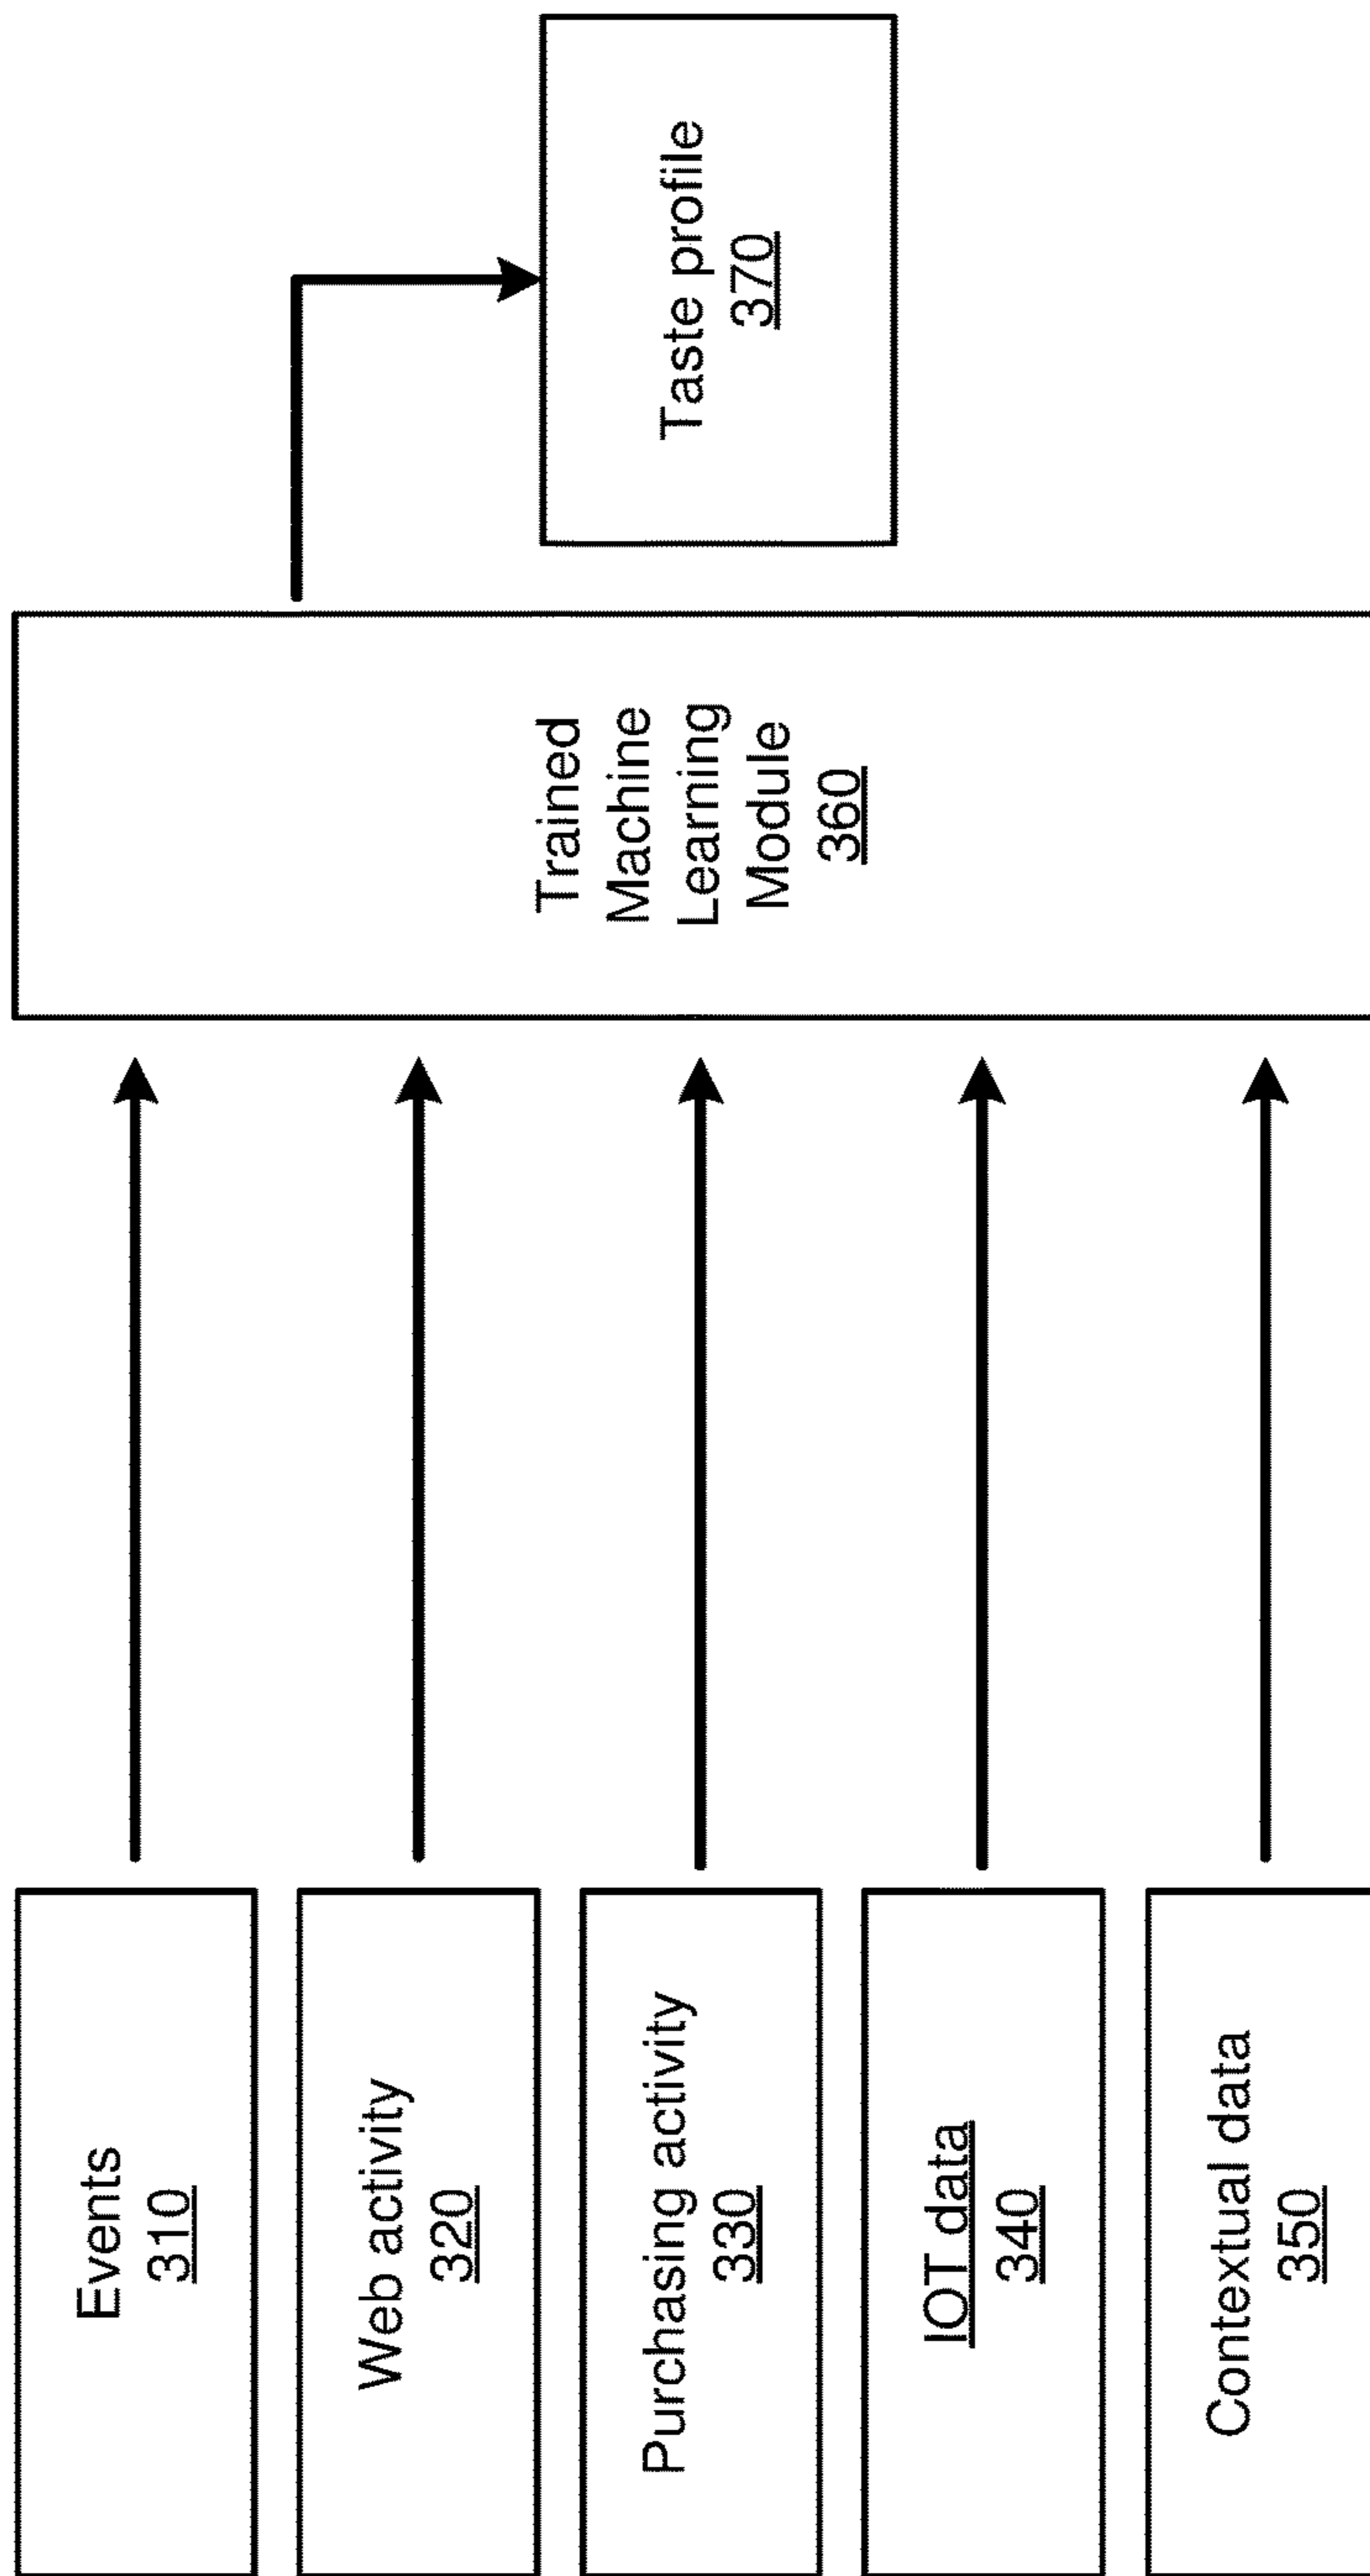 Events
310
Web activity
320
Purchasing activity
330
IOT data
340
Contextual data
350
Trained
Machine
Learning
Module
360
Taste profile
370